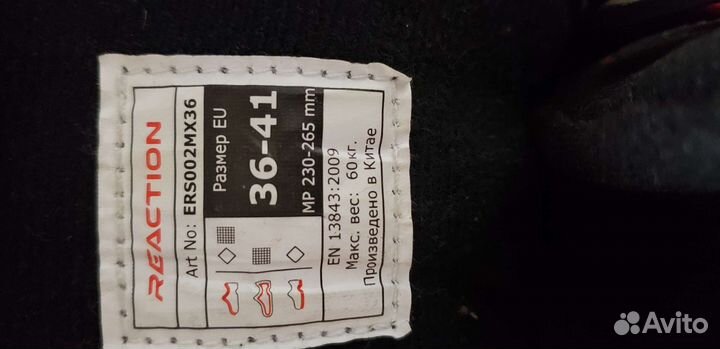 REACTION
Art No: ERS002MX36
Размер EU
36-41
MP 230-265 mm
EN 13843:2009
Макс. вес: 60кг.
Произведено в Китае
Avito